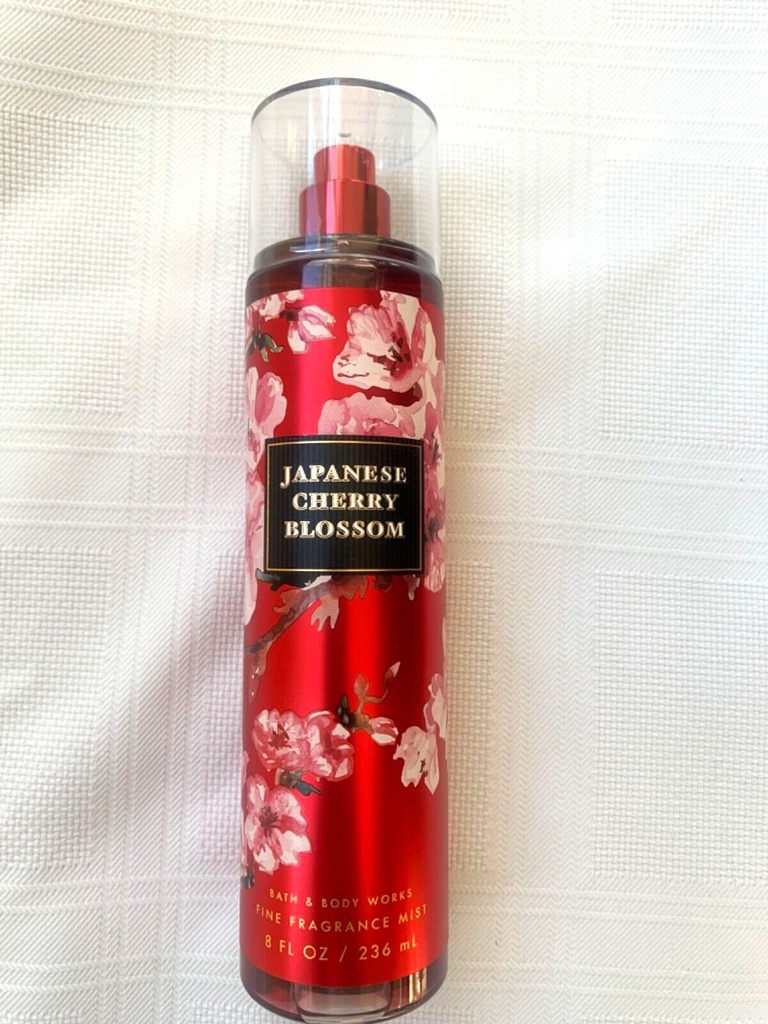 JAPANESE
CHERRY
BLOSSOM
BATH & BODY WORKS
FINE FRAGRANCE MIST
8 FL OZ / 236 mL